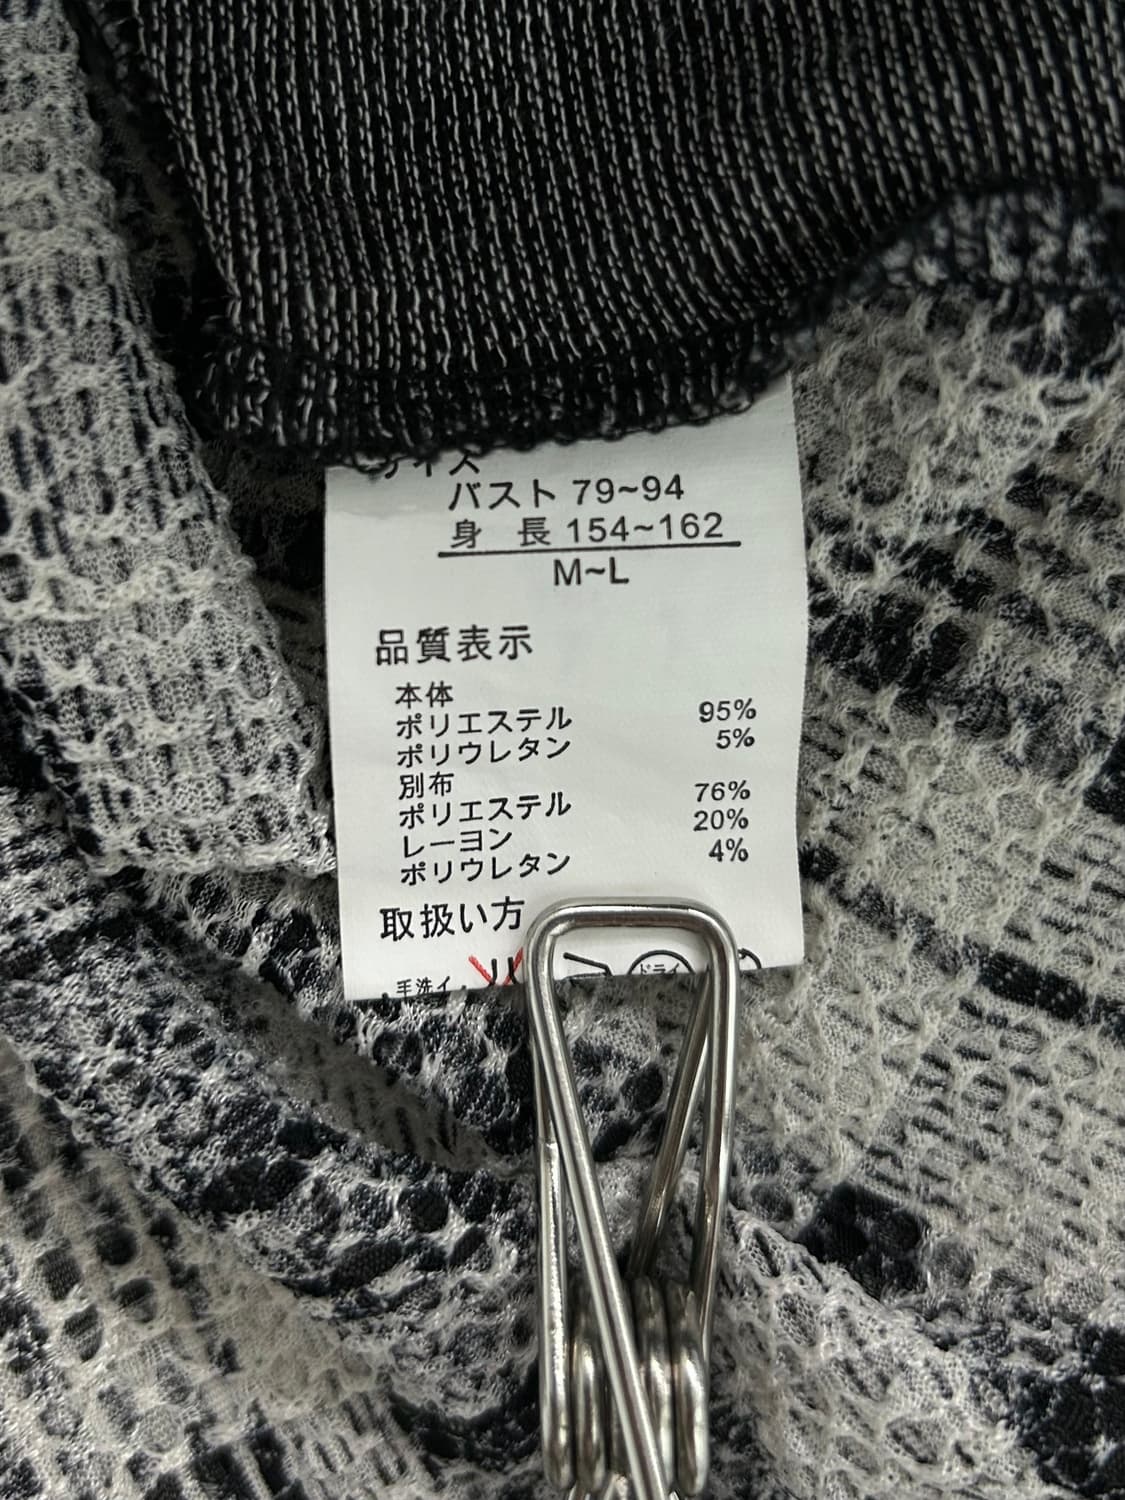 サイズ
バスト 79~94
身 長 154~162
M~L
品質表示
本体
ポリエステル 95%
ポリウレタン 5%
別布
ポリエステル 76%
レーヨン 20%
ポリウレタン 4%
取扱い方
手洗イ
ドライ